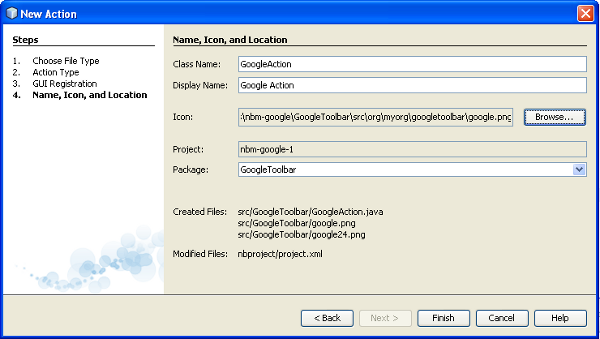 New Action
Steps
1. Choose File Type
2. Action Type
3. GUI Registration
4. Name, Icon, and Location
Name, Icon, and Location
Class Name: GoogleAction
Display Name: Google Action
Icon: :\nbm-google\GoogleToolbar\src\org\myorg\googletoolbar\google.png Browse...
Project: nbm-google-1
Package: GoogleToolbar
Created Files: src/GoogleToolbar/GoogleAction.java
src/GoogleToolbar/google.png
src/GoogleToolbar/google24.png
Modified Files: nbproject/project.xml
< Back Next > Finish Cancel Help